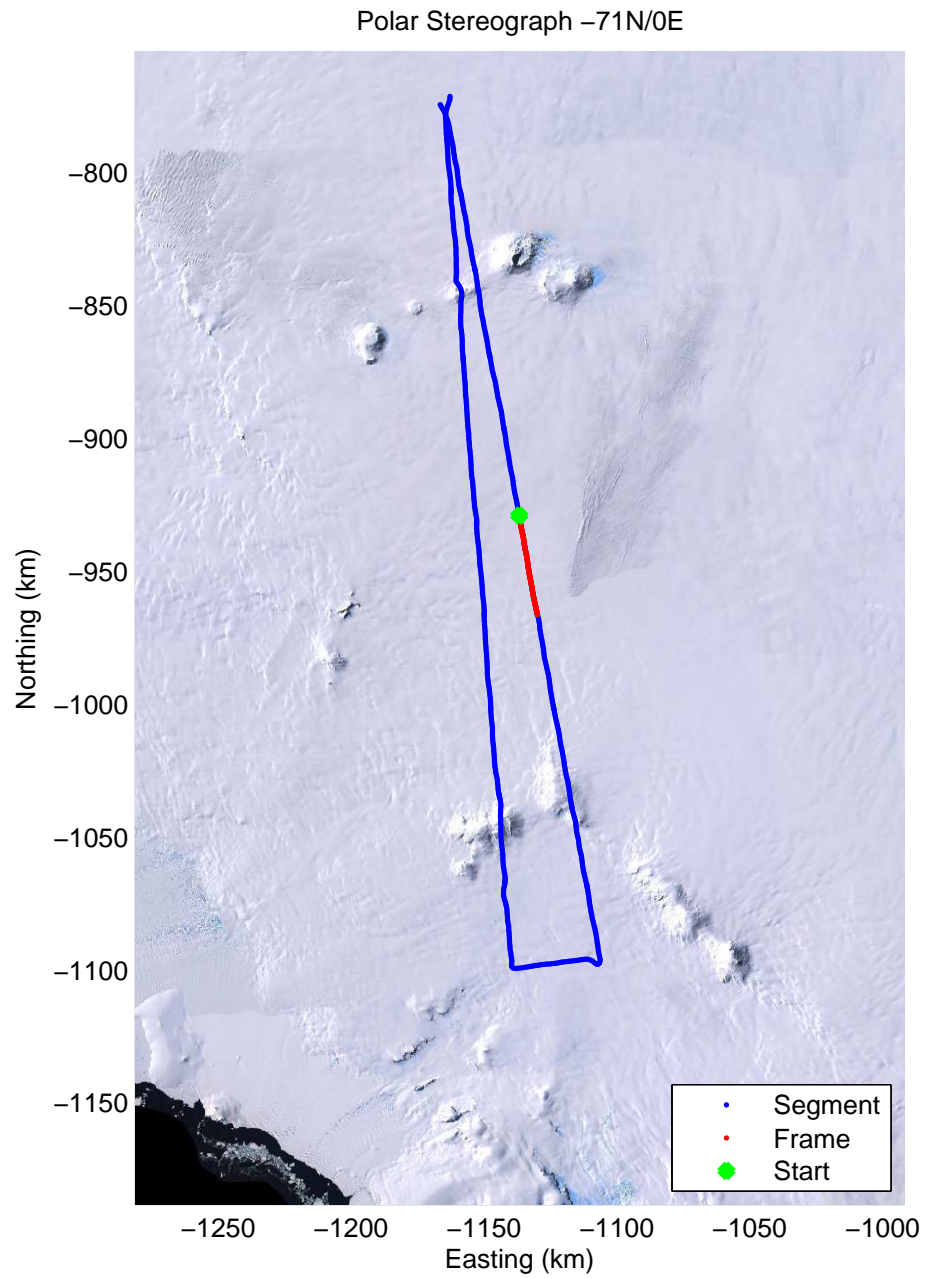 Polar Stereograph −71N/0E
Northing (km)
−800
−850
−900
−950
−1000
−1050
−1100
−1150
Segment
Frame
Start
−1250 −1200 −1150 −1100 −1050 −1000
Easting (km)